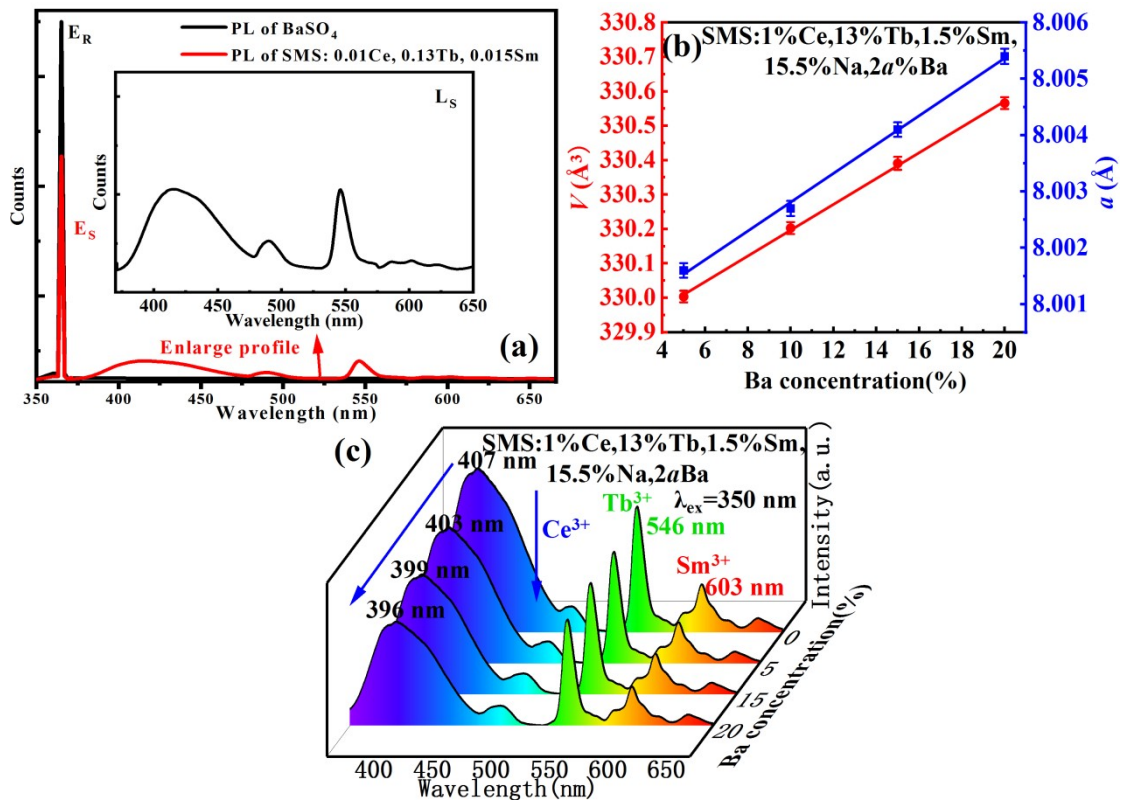 E_R
PL of BaSO₄
PL of SMS: 0.01Ce, 0.13Tb, 0.015Sm
L_S
Counts
400 450 500 550 600 650
Wavelength (nm)
Counts
E_S
Enlarge profile
(a)
350 400 450 500 550 600 650
Wavelength (nm)
(b)
SMS:1%Ce,13%Tb,1.5%Sm,
15.5%Na,2a%Ba
330.8
330.7
330.6
330.5
330.4
330.3
330.2
330.1
330.0
329.9
V (Å³)
8.006
8.005
8.004
8.003
8.002
8.001
a (Å)
4 6 8 10 12 14 16 18 20
Ba concentration(%)
(c)
SMS:1%Ce,13%Tb,1.5%Sm,
15.5%Na,2aBa
407 nm
403 nm
399 nm
396 nm
Ce³⁺
Tb³⁺
546 nm
λex=350 nm
Sm³⁺
603 nm
Intensity(a.u.)
0
5
15
20
Ba concentration(%)
400 450 500 550 600 650
Wavelength(nm)